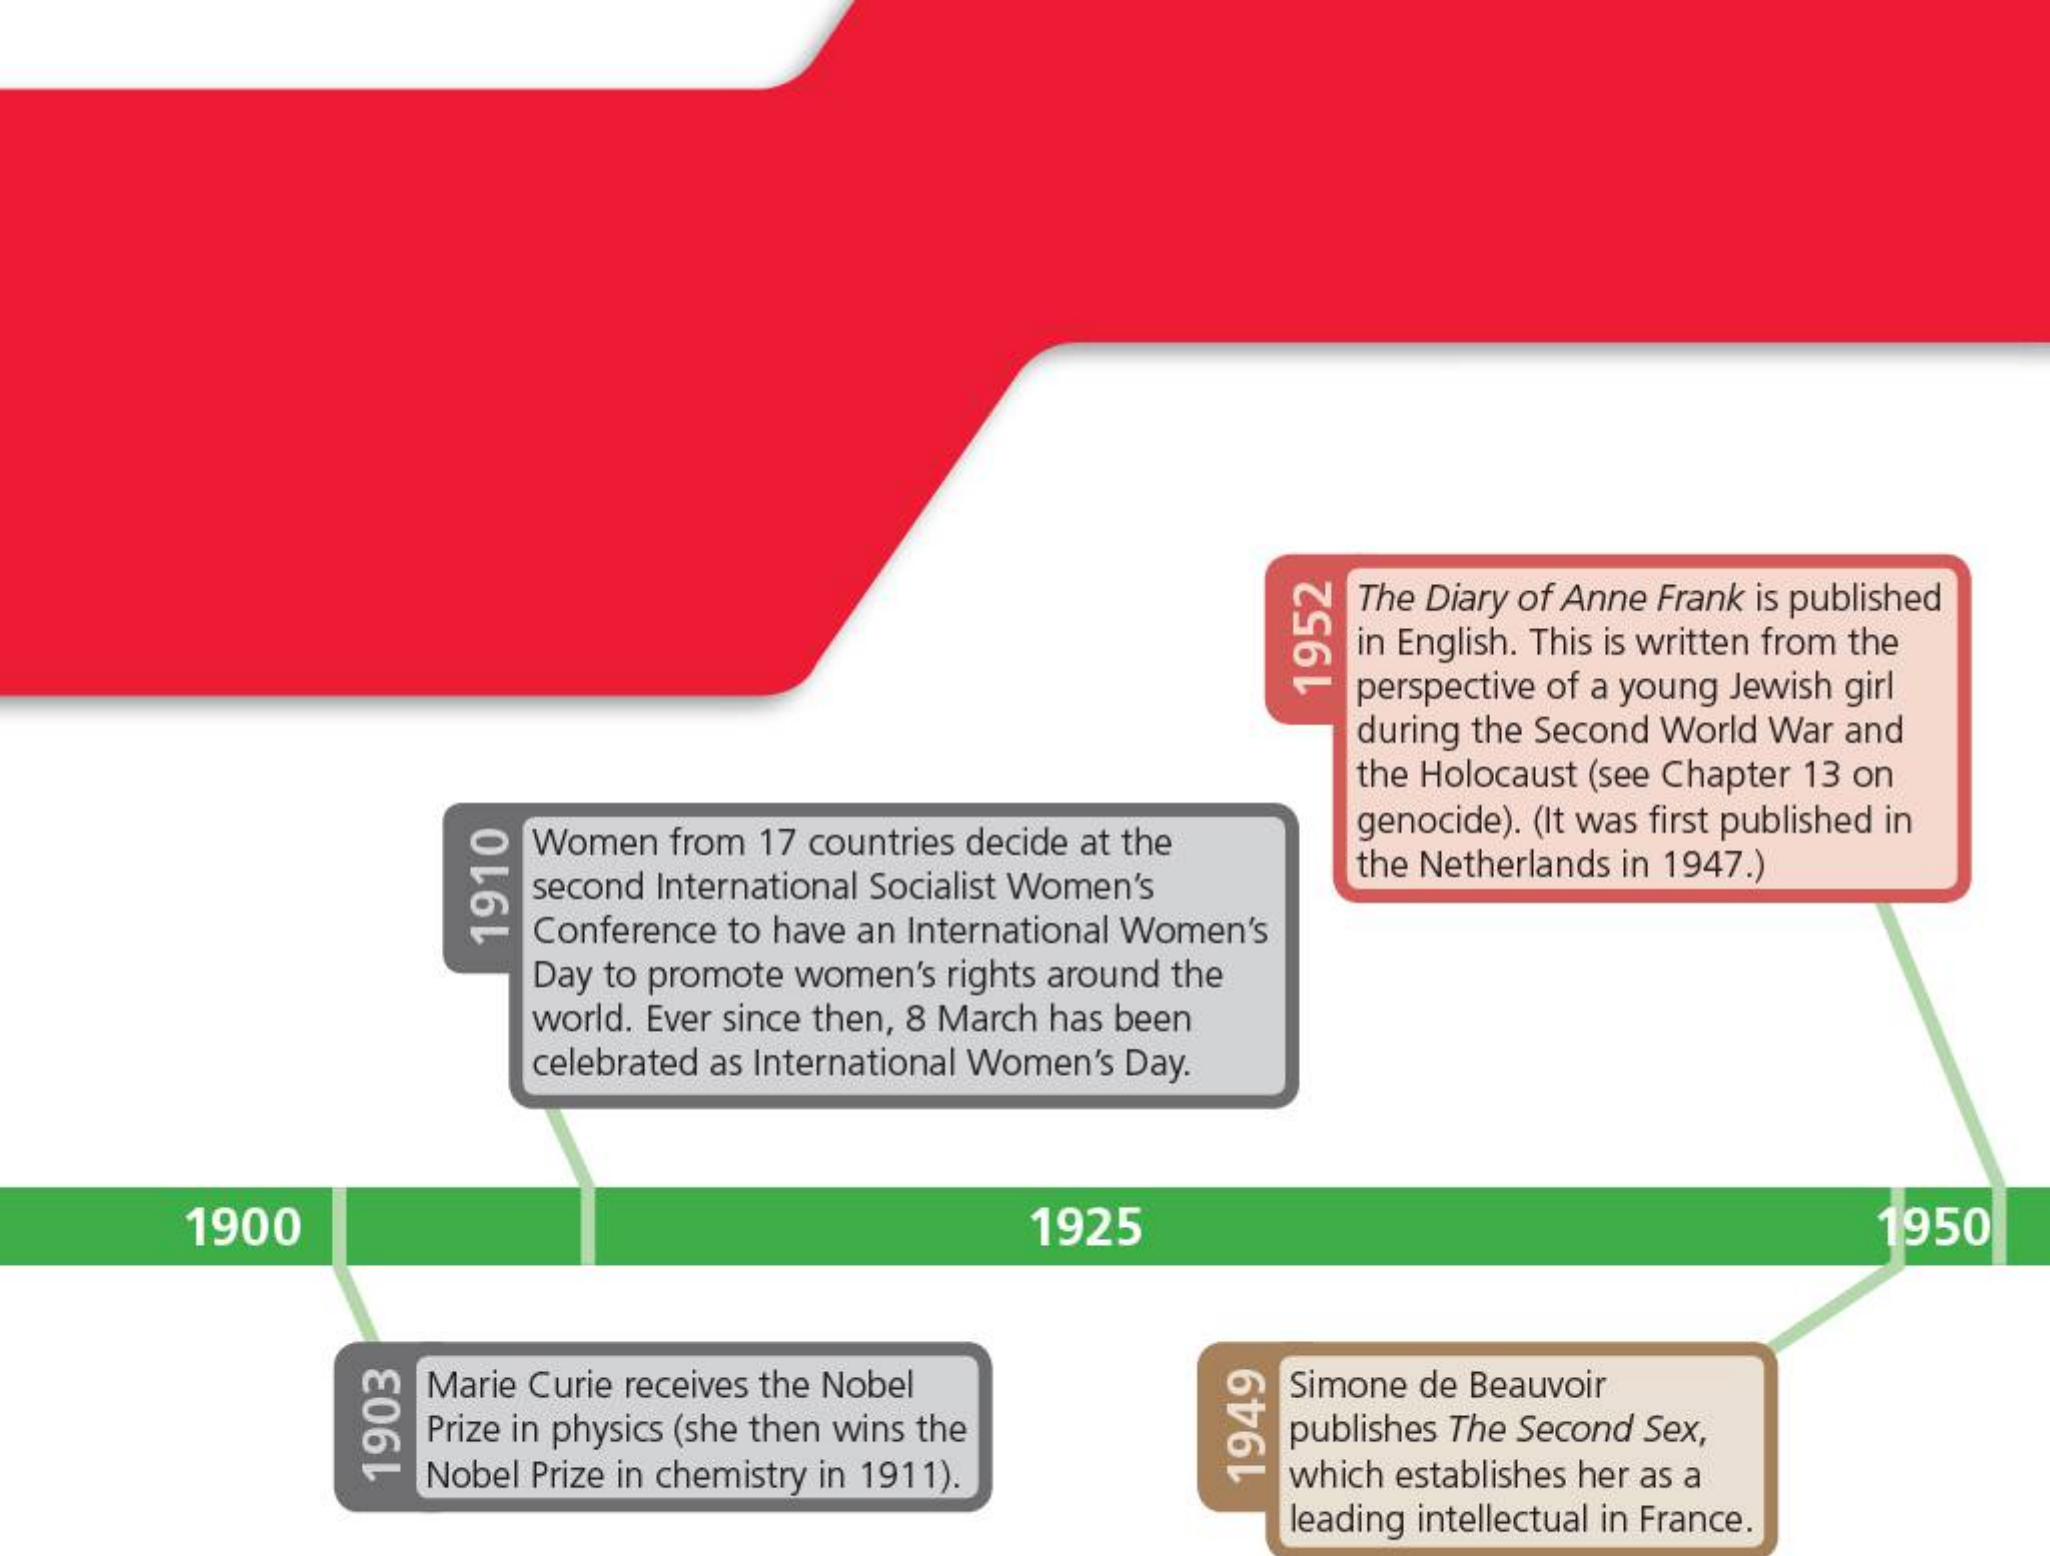 1952
The Diary of Anne Frank is published
in English. This is written from the
perspective of a young Jewish girl
during the Second World War and
the Holocaust (see Chapter 13 on
genocide). (It was first published in
the Netherlands in 1947.)
1910
Women from 17 countries decide at the
second International Socialist Women’s
Conference to have an International Women’s
Day to promote women’s rights around the
world. Ever since then, 8 March has been
celebrated as International Women’s Day.
1900 1925 1950
1903
Marie Curie receives the Nobel
Prize in physics (she then wins the
Nobel Prize in chemistry in 1911).
1949
Simone de Beauvoir
publishes The Second Sex,
which establishes her as a
leading intellectual in France.